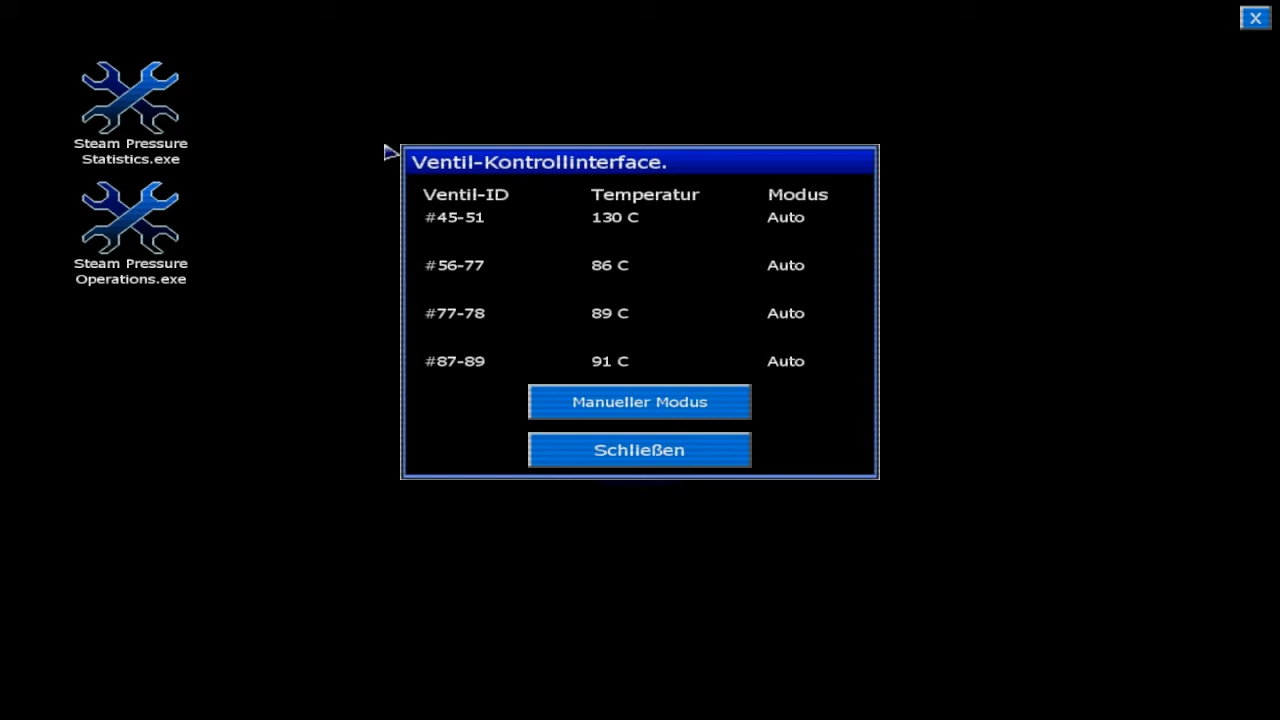 X
Steam Pressure
Statistics.exe
Steam Pressure
Operations.exe
Ventil-Kontrollinterface.
Ventil-ID Temperatur Modus
#45-51 130 C Auto
#56-77 86 C Auto
#77-78 89 C Auto
#87-89 91 C Auto
Manueller Modus
Schließen